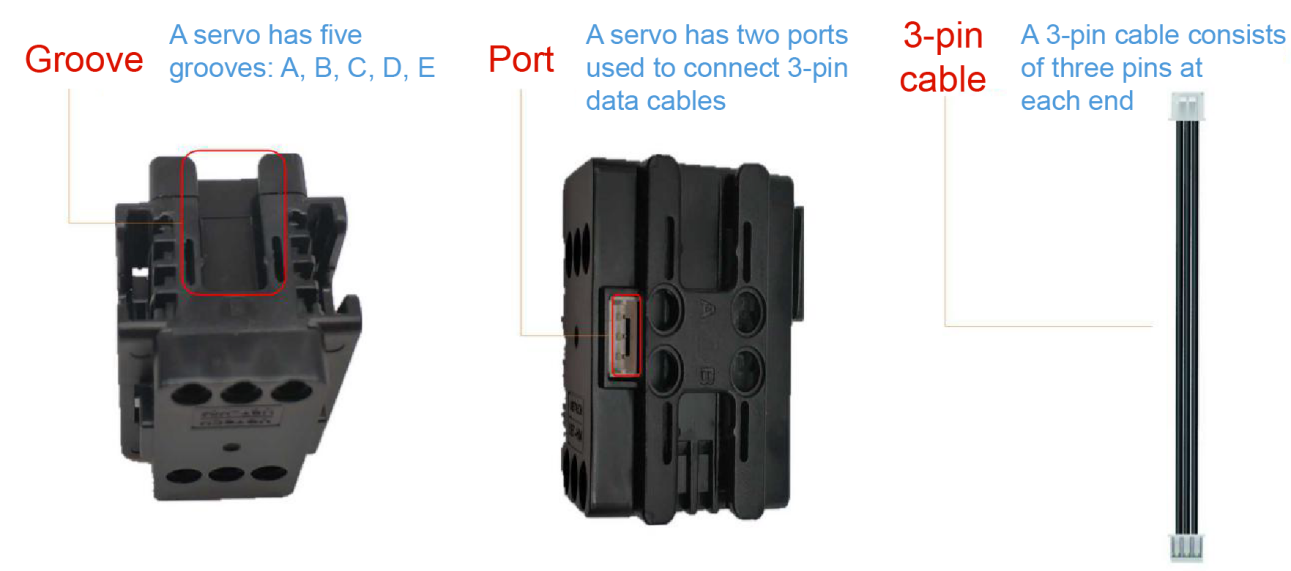 Groove
A servo has five
grooves: A, B, C, D, E
Port
A servo has two ports
used to connect 3-pin
data cables
3-pin
cable
A 3-pin cable consists
of three pins at
each end
A
B